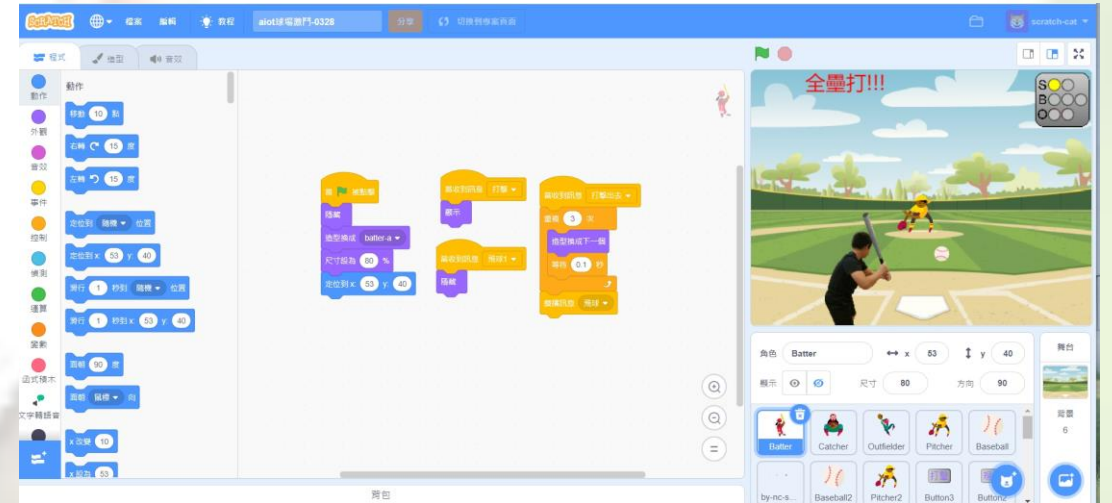 SCRATCH 檔案 編輯 教程 aiot球場激鬥-0328 分享 切換到專案頁面 scratch-cat
程式 造型 音效
動作
外觀
音效
事件
控制
偵測
運算
變數
函式積木
文字轉語音
動作
移動 10 點
右轉 15 度
左轉 15 度
定位到 隨機 位置
定位到 x: 53 y: 40
滑行 1 秒到 隨機 位置
滑行 1 秒到 x: 53 y: 40
面朝 90 度
面朝 鼠標 向
x 改變 10
x 設為 53
當 被點擊
隱藏
造型換成 batter-a
尺寸設為 80 %
定位到 x: 53 y: 40
當收到訊息 打擊
顯示
當收到訊息 飛球1
隱藏
當收到訊息 打擊出去
重複 3 次
造型換成下一個
等待 0.1 秒
廣播訊息 飛球
背包
全壘打!!!
S
B
O
角色 Batter x 53 y 40
顯示 尺寸 80 方向 90
Batter Catcher Outfielder Pitcher Baseball
by-nc-s... Baseball2 Pitcher2 Button3 Button2
舞台
背景
6